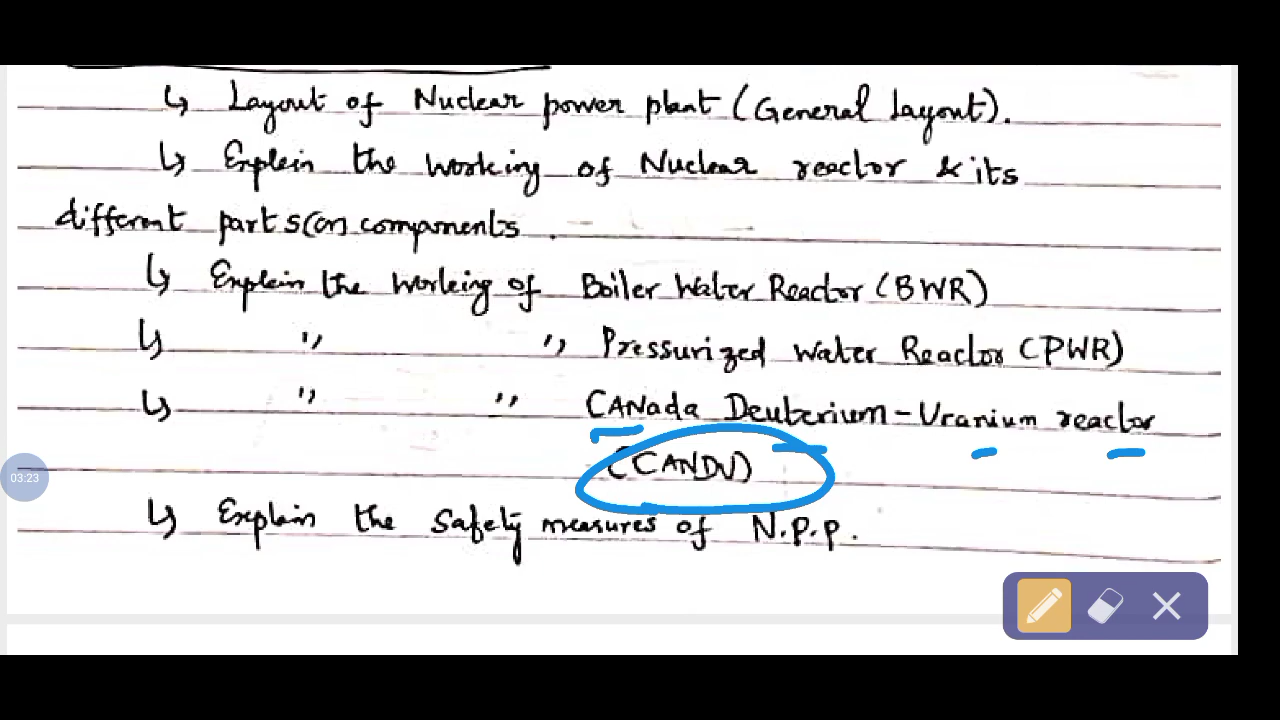 ↳ Layout of Nuclear power plant (General Layout).
↳ Explain the working of Nuclear reactor & its
different parts (or) components.
↳ Explain the working of Boiler Water Reactor (BWR)
↳ " " Pressurized Water Reactor (PWR)
↳ " " CANada Deuterium-Uranium reactor
(CANDU)
03:23
↳ Explain the safety measures of N.P.P.